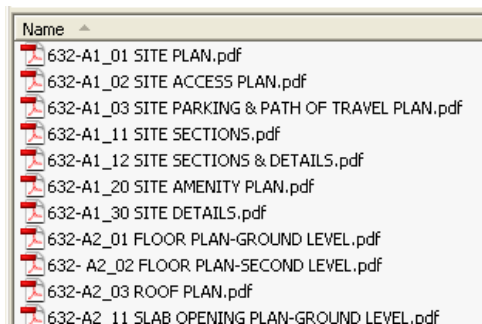 Name
632-A1_01 SITE PLAN.pdf
632-A1_02 SITE ACCESS PLAN.pdf
632-A1_03 SITE PARKING & PATH OF TRAVEL PLAN.pdf
632-A1_11 SITE SECTIONS.pdf
632-A1_12 SITE SECTIONS & DETAILS.pdf
632-A1_20 SITE AMENITY PLAN.pdf
632-A1_30 SITE DETAILS.pdf
632-A2_01 FLOOR PLAN-GROUND LEVEL.pdf
632- A2_02 FLOOR PLAN-SECOND LEVEL.pdf
632-A2_03 ROOF PLAN.pdf
632-A2_11 SLAB OPENING PLAN-GROUND LEVEL.pdf